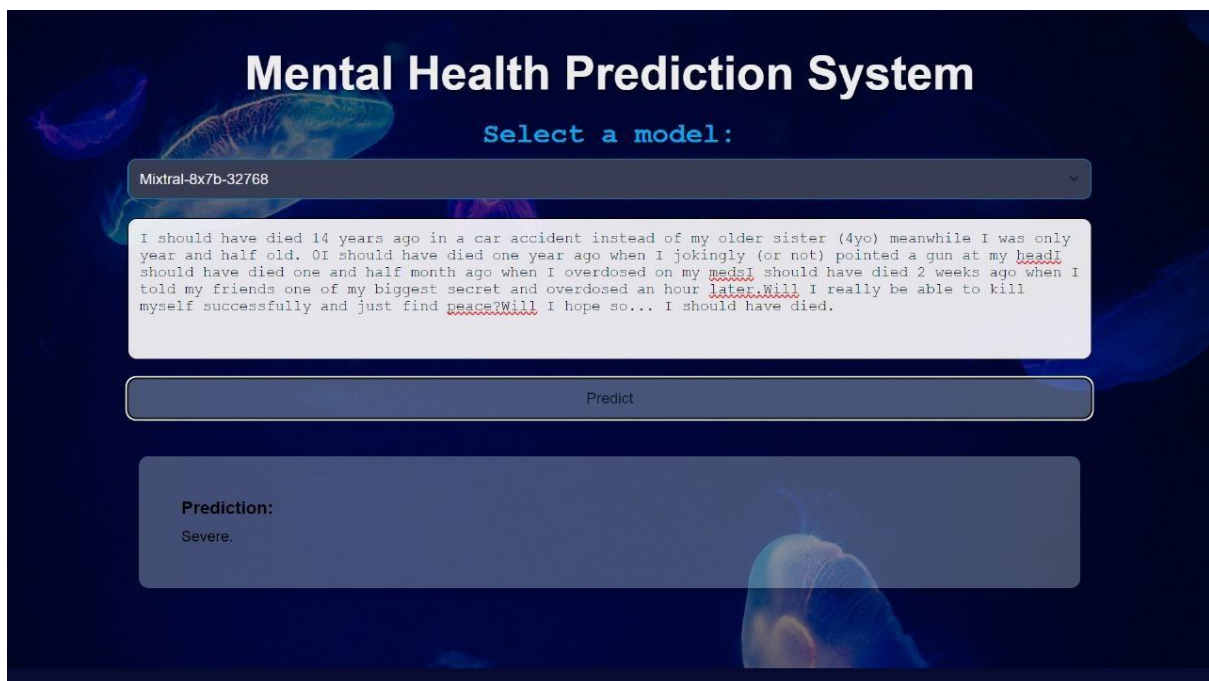 Mental Health Prediction System
Select a model:
Mixtral-8x7b-32768
I should have died 14 years ago in a car accident instead of my older sister (4yo) meanwhile I was only
year and half old. 0I should have died one year ago when I jokingly (or not) pointed a gun at my headI
should have died one and half month ago when I overdosed on my medsI should have died 2 weeks ago when I
told my friends one of my biggest secret and overdosed an hour later.Will I really be able to kill
myself successfully and just find peace?Will I hope so... I should have died.
Predict
Prediction:
Severe.